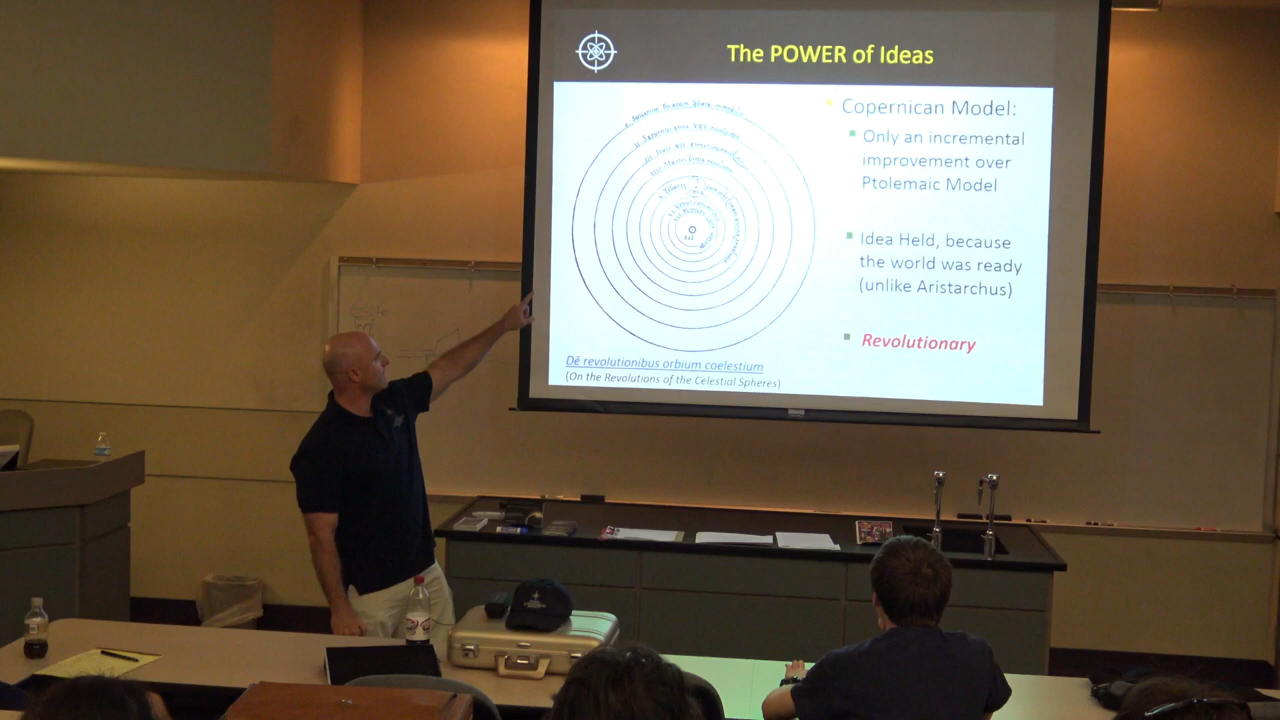 The POWER of Ideas
Copernican Model:
Only an incremental
improvement over
Ptolemaic Model
Idea Held, because
the world was ready
(unlike Aristarchus)
Revolutionary
Dē revolutionibus orbium coelestium
(On the Revolutions of the Celestial Spheres)